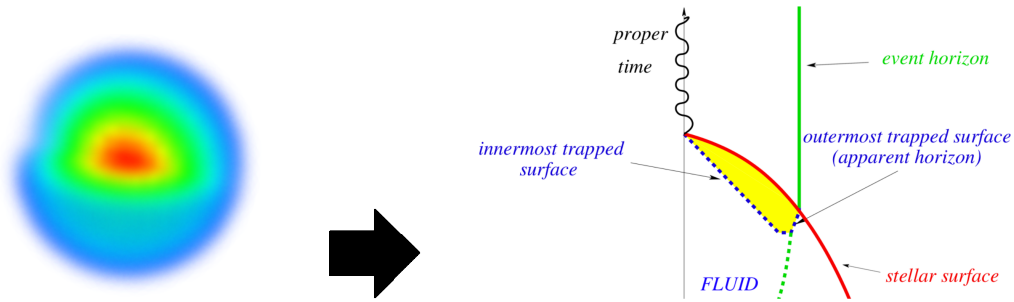 proper
time
event horizon
innermost trapped
surface
outermost trapped surface
(apparent horizon)
FLUID
stellar surface